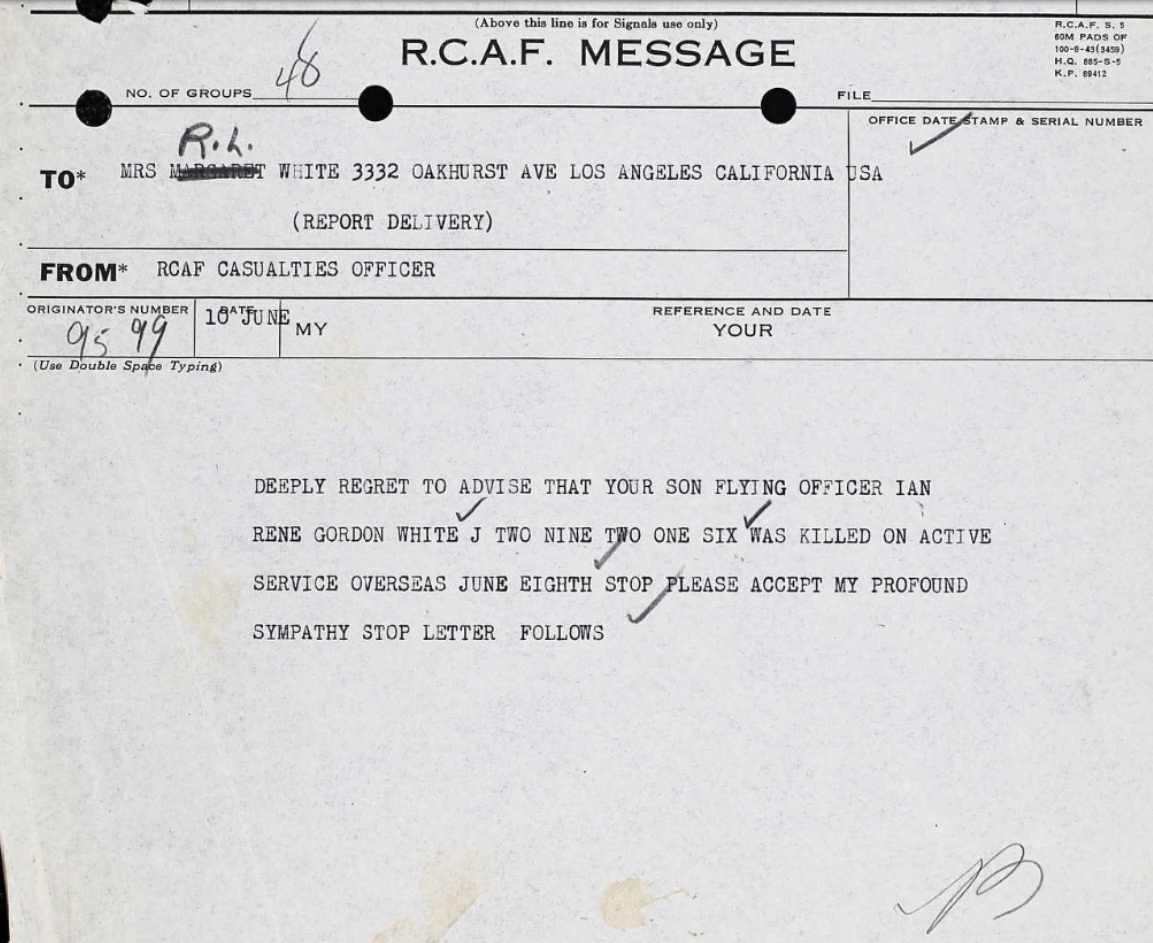 (Above this line is for Signals use only)
R.C.A.F. MESSAGE
R.C.A.F. S. 5
60M PADS OF
100-8-43(3459)
H.Q. 885-S-5
K.P. 89412
NO. OF GROUPS 48
FILE
OFFICE DATE STAMP & SERIAL NUMBER
R.L.
TO* MRS MARGARET WHITE 3332 OAKHURST AVE LOS ANGELES CALIFORNIA USA
(REPORT DELIVERY)
FROM* RCAF CASUALTIES OFFICER
ORIGINATOR'S NUMBER DATE REFERENCE AND DATE
9599 10 JUNE MY YOUR
(Use Double Space Typing)
DEEPLY REGRET TO ADVISE THAT YOUR SON FLYING OFFICER IAN
RENE GORDON WHITE J TWO NINE TWO ONE SIX WAS KILLED ON ACTIVE
SERVICE OVERSEAS JUNE EIGHTH STOP PLEASE ACCEPT MY PROFOUND
SYMPATHY STOP LETTER FOLLOWS